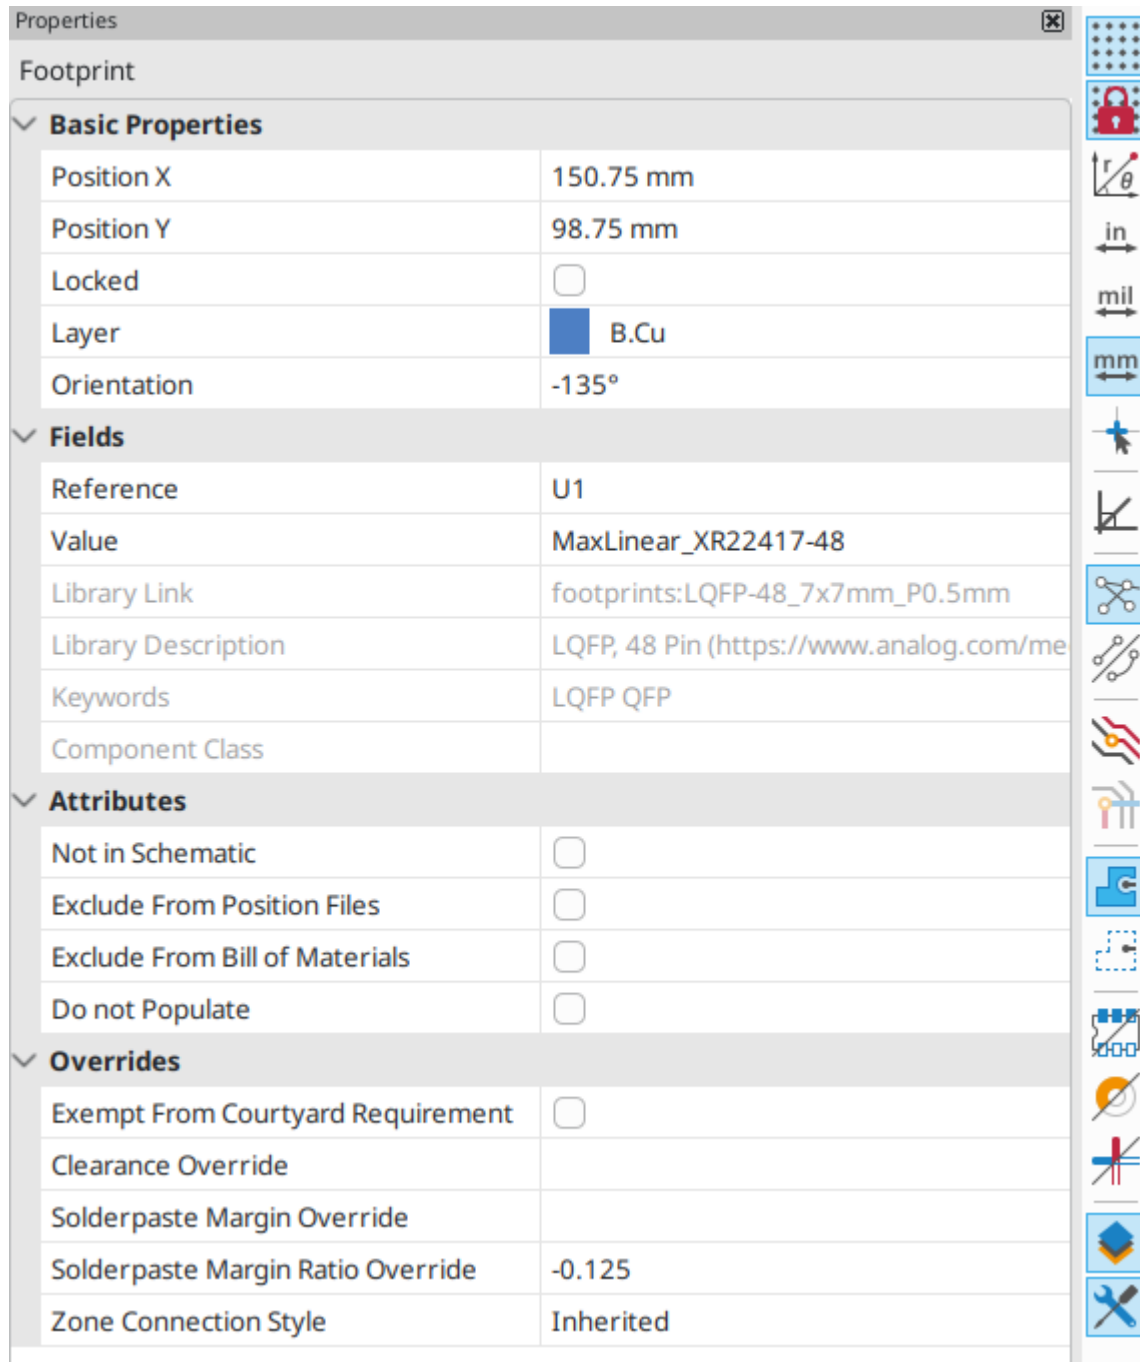 Properties
Footprint
Basic Properties
Position X 150.75 mm
Position Y 98.75 mm
Locked
Layer B.Cu
Orientation -135°
Fields
Reference U1
Value MaxLinear_XR22417-48
Library Link footprints:LQFP-48_7x7mm_P0.5mm
Library Description LQFP, 48 Pin (https://www.analog.com/me
Keywords LQFP QFP
Component Class
Attributes
Not in Schematic
Exclude From Position Files
Exclude From Bill of Materials
Do not Populate
Overrides
Exempt From Courtyard Requirement
Clearance Override
Solderpaste Margin Override
Solderpaste Margin Ratio Override -0.125
Zone Connection Style Inherited
r
θ
in
mil
mm